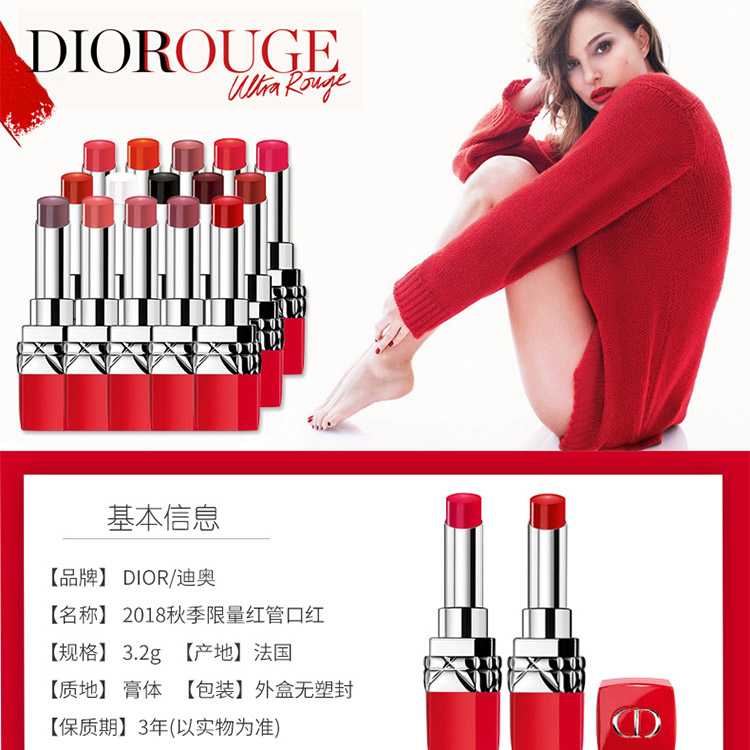 DIOROUGE
Ultra Rouge
基本信息
【品牌】 DIOR/迪奥
【名称】 2018秋季限量红管口红
【规格】 3.2g 【产地】法国
【质地】 膏体 【包装】外盒无塑封
【保质期】3年(以实物为准)
CD